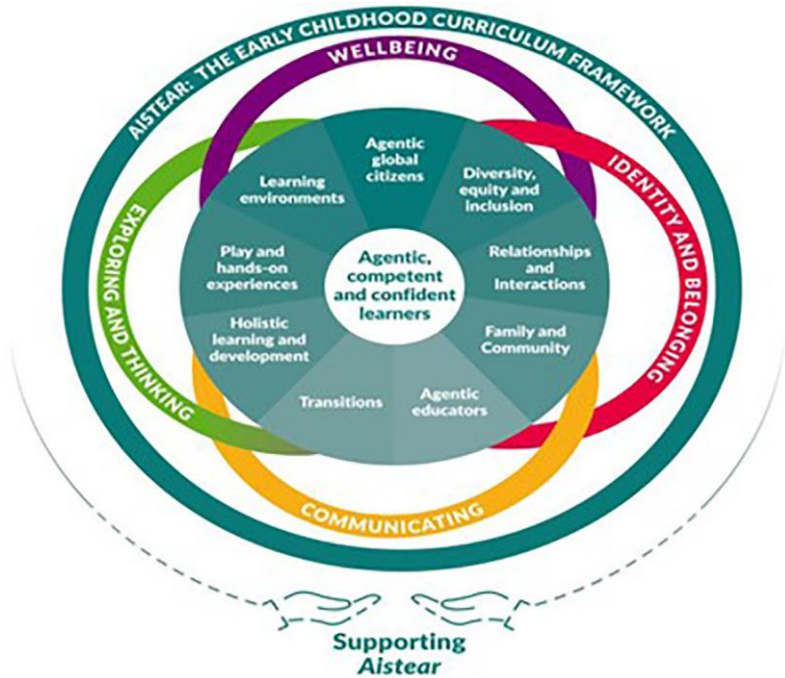 AISTEAR: THE EARLY CHILDHOOD CURRICULUM FRAMEWORK
WELLBEING
IDENTITY AND BELONGING
COMMUNICATING
EXPLORING AND THINKING
Agentic
global
citizens
Diversity,
equity and
inclusion
Relationships
and
Interactions
Family and
Community
Agentic
educators
Transitions
Holistic
learning and
development
Play and
hands-on
experiences
Learning
environments
Agentic,
competent
and confident
learners
Supporting
Aistear